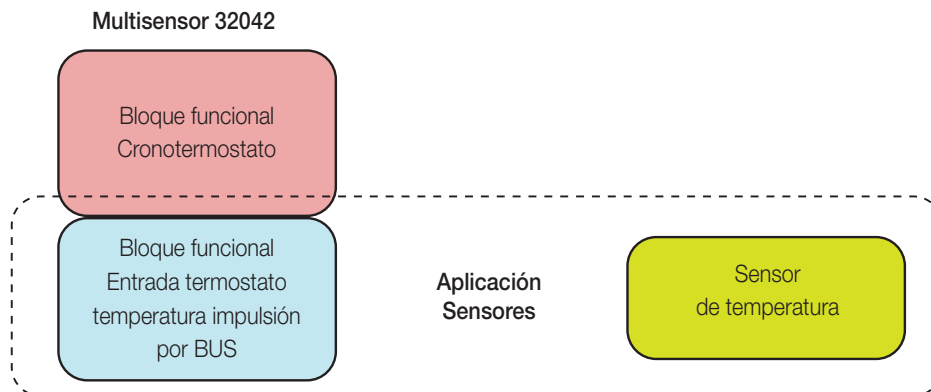 Multisensor 32042
Bloque funcional
Cronotermostato
Bloque funcional
Entrada termostato
temperatura impulsión
por BUS
Aplicación
Sensores
Sensor
de temperatura